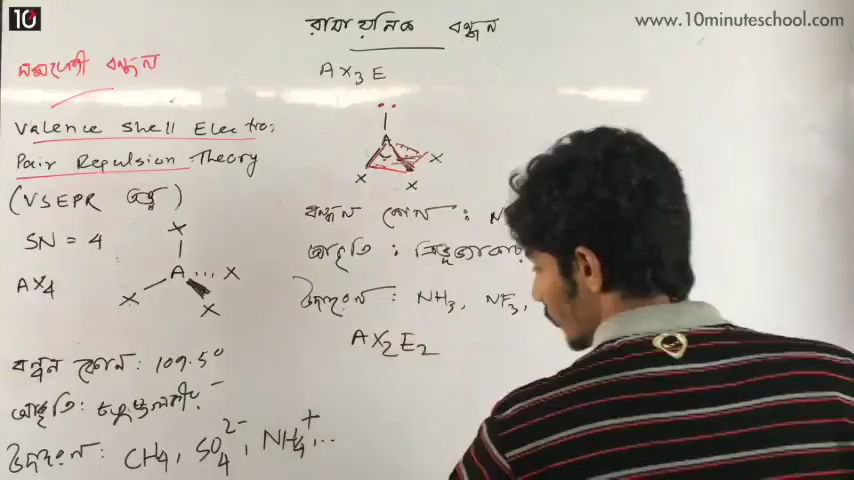 10
www.10minuteschool.com
রাসায়নিক বন্ধন
সমযোজী বন্ধন
Valence shell Electro:
Pair Repulsion Theory
(VSEPR তত্ত্ব)
SN = 4
AX4
X
A ... X
X
X
বন্ধন কোণ: 109.5°
আকৃতি: চতুস্তলকীয়
উদাহরণ: CH4, SO4^2-, NH4^+, ..
AX3E
A
X
X
X
বন্ধন কোণ : N
আকৃতি : ত্রিভুজাকার
উদাহরণ : NH3, NF3,
AX2E2